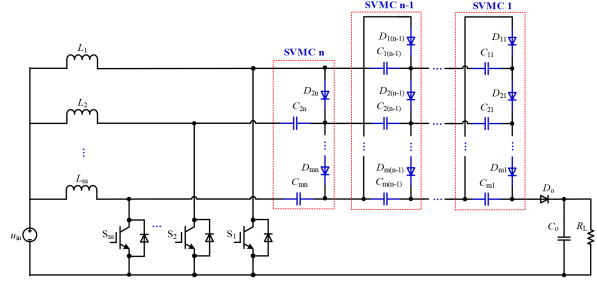 SVMC n-1
SVMC 1
SVMC n
L1
L2
Lm
D1(n-1)
C1(n-1)
D11
C11
D2n
C2n
D2(n-1)
C2(n-1)
D21
C21
Dmn
Cmn
Dm(n-1)
Cm(n-1)
Dm1
Cm1
Do
uin
Sm
S2
S1
Co
RL